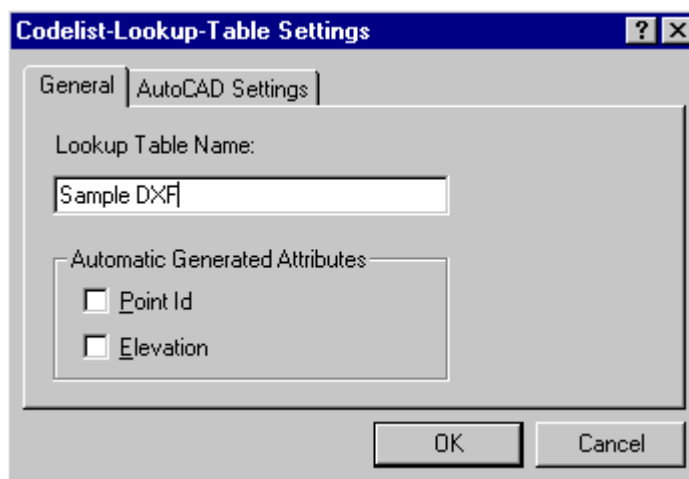 Codelist-Lookup-Table Settings
General
AutoCAD Settings
Lookup Table Name:
Sample DXF
Automatic Generated Attributes
Point Id
Elevation
OK
Cancel